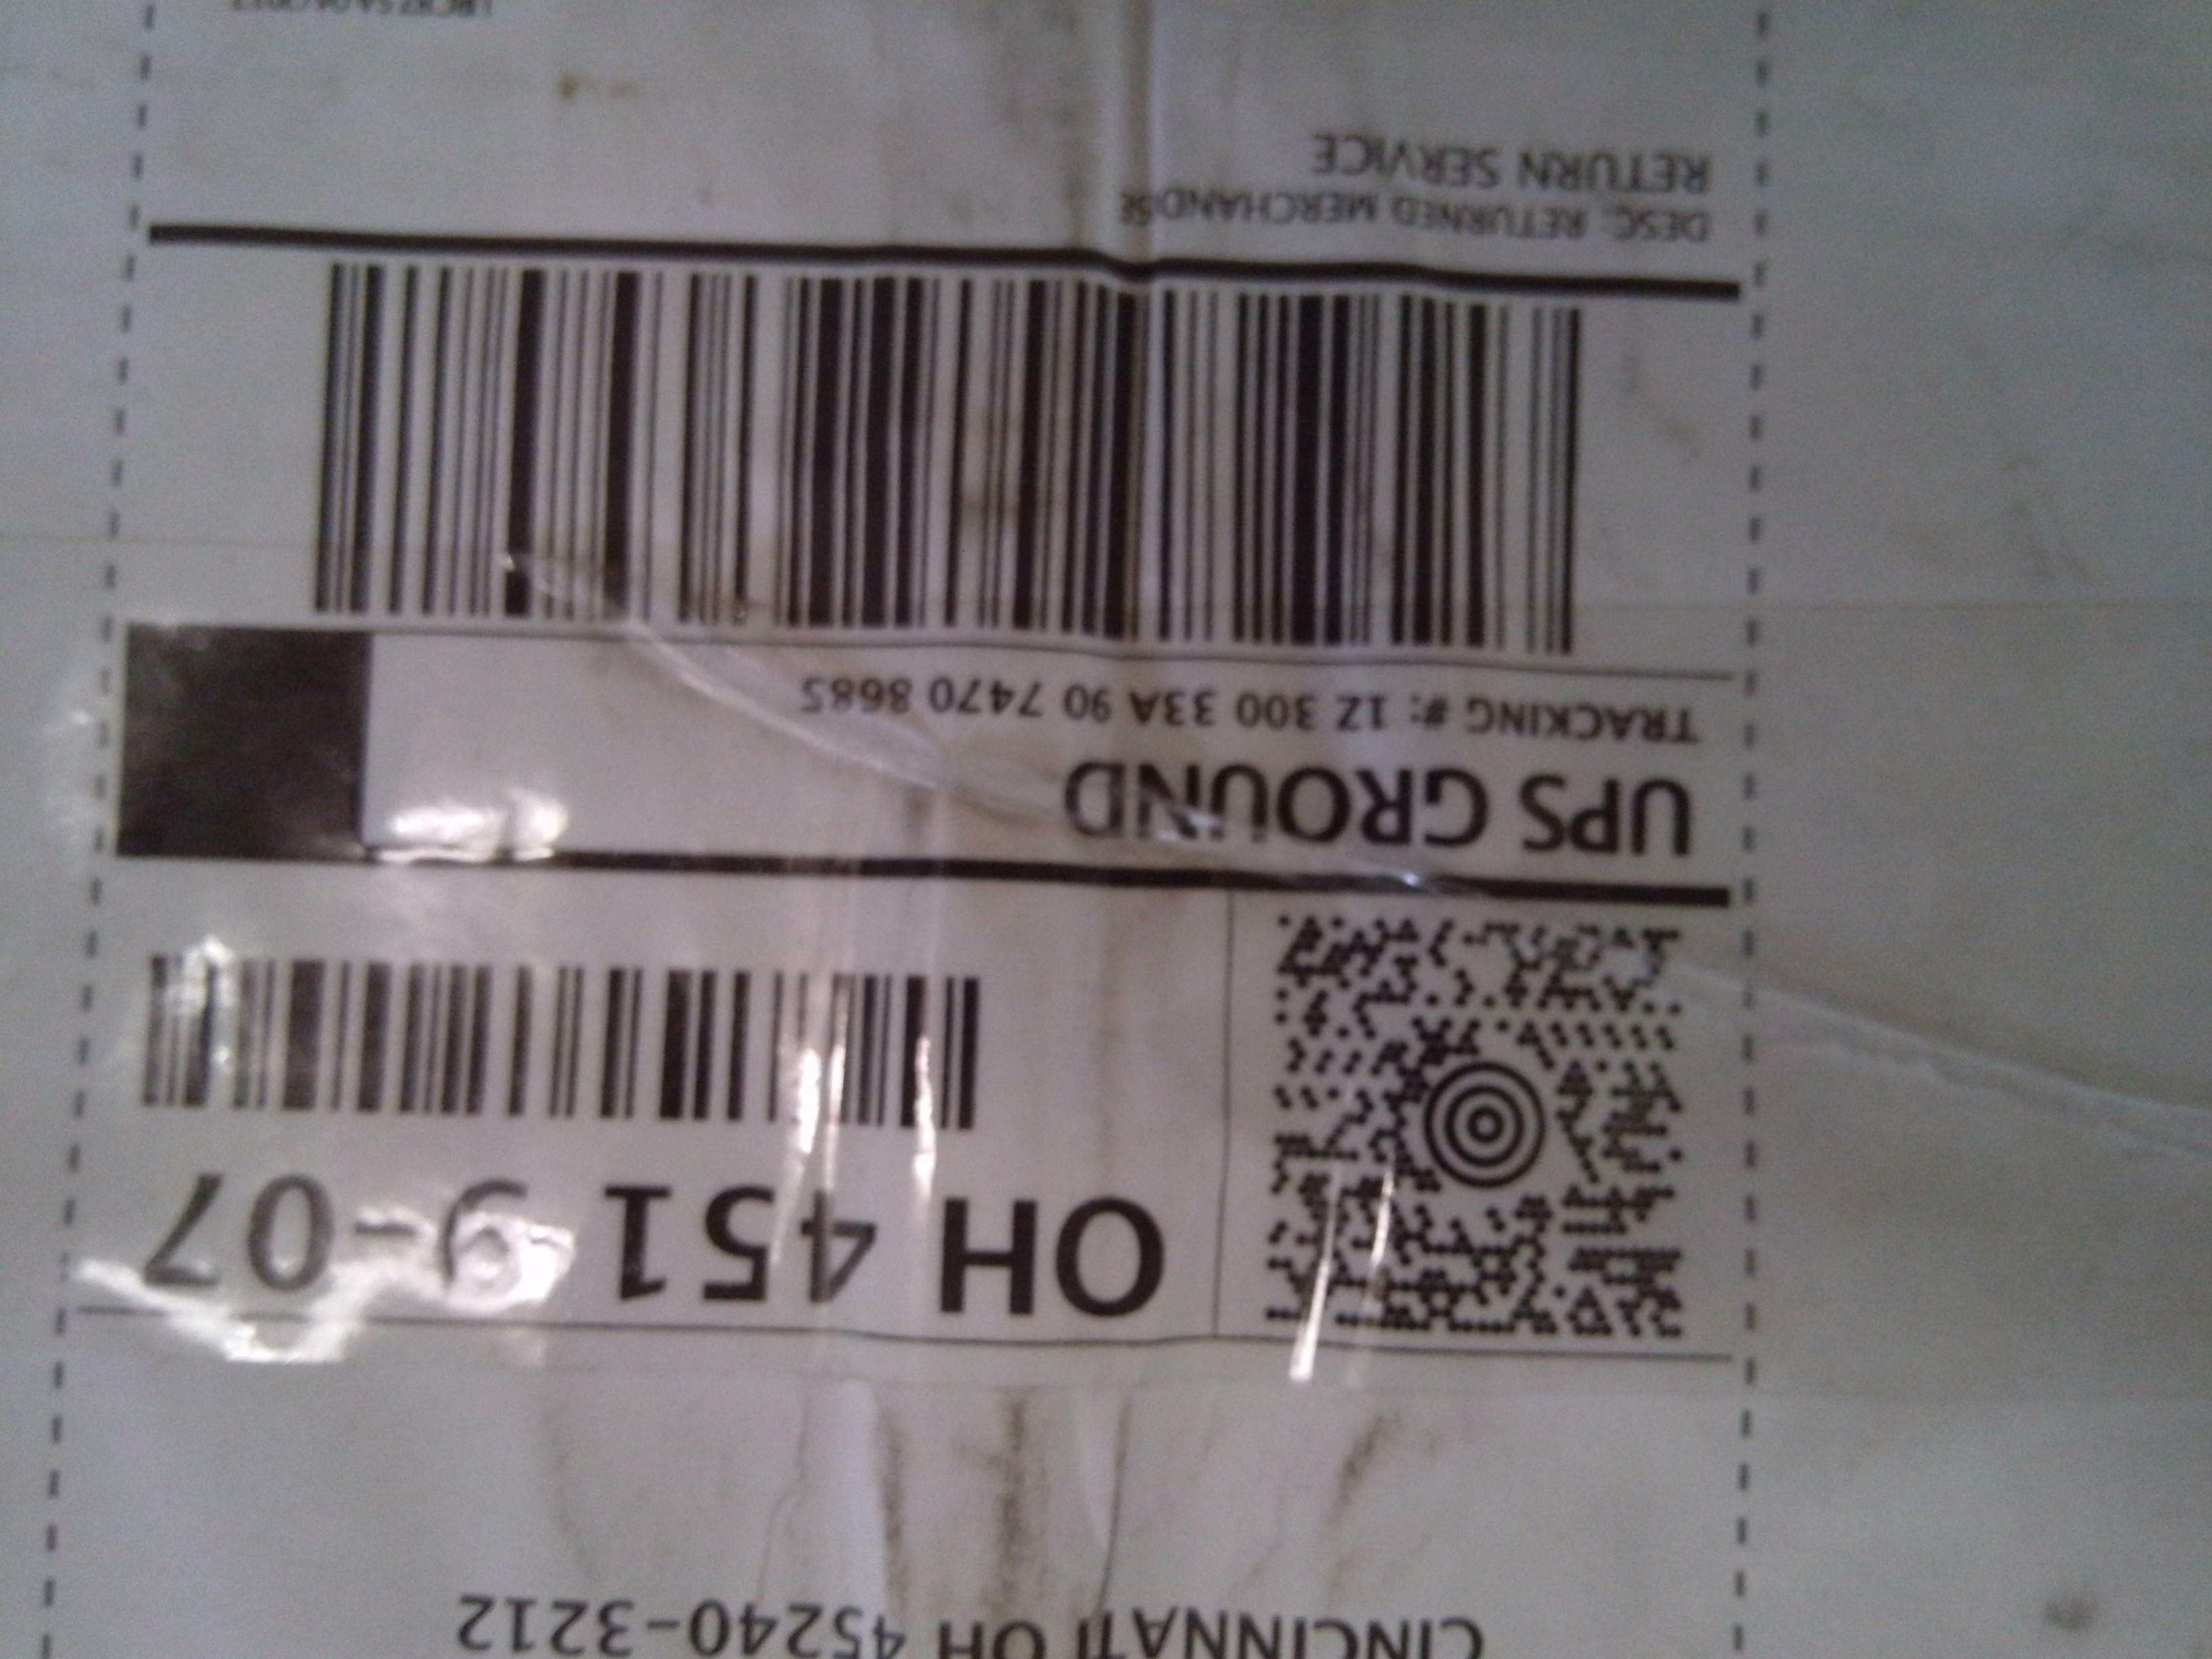 CINCINNATI OH 45240-3212
OH 451 9-07
UPS GROUND
TRACKING #: 1Z 300 33A 90 7470 8685
DESC: RETURNED MERCHANDISE
RETURN SERVICE